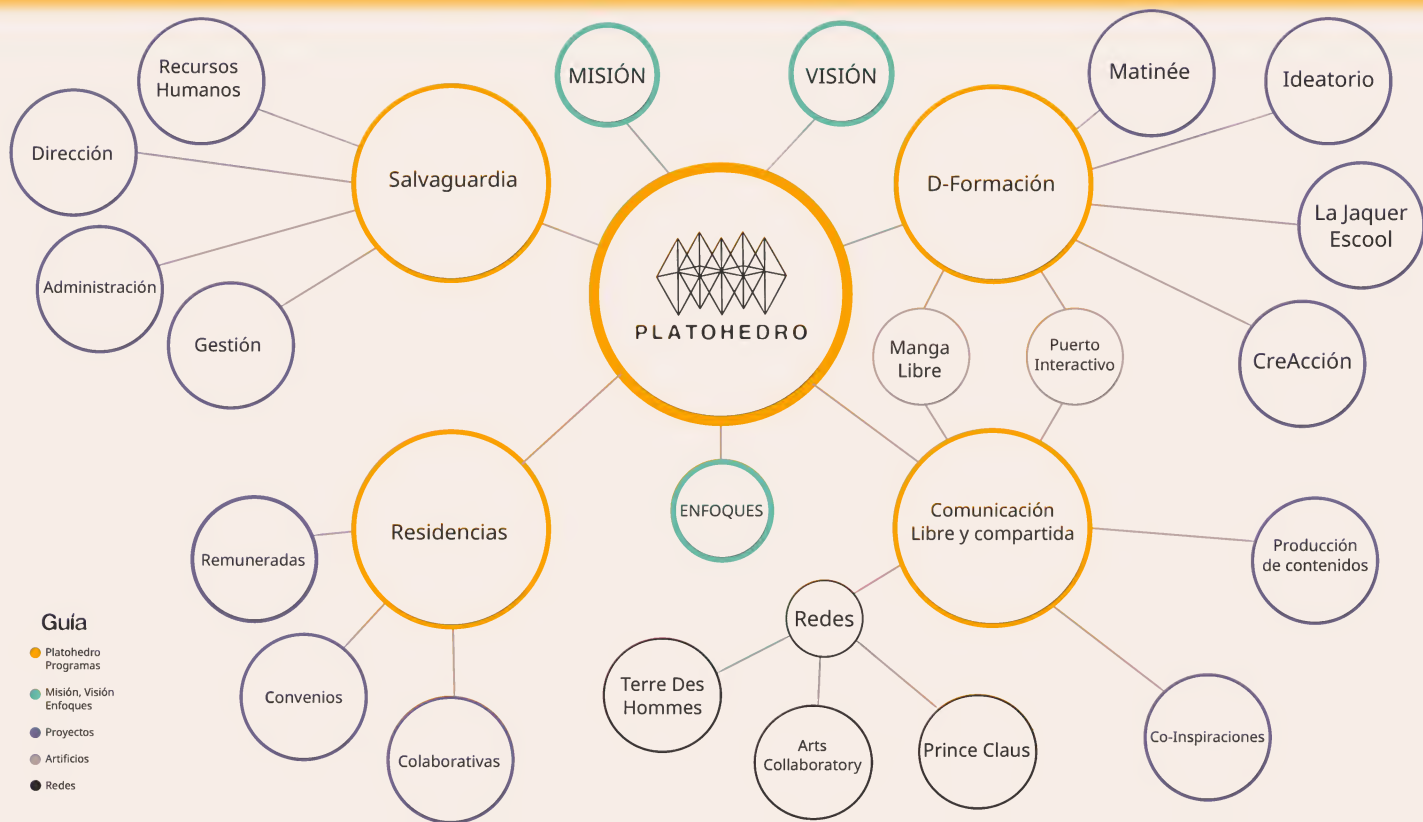 Recursos
Humanos
MISIÓN
VISIÓN
Matinée
Ideatorio
Dirección
Salvaguardia
D-Formación
La Jaquer
Escool
Administración
Gestión
PLATOHEDRO
Manga
Libre
Puerto
Interactivo
CreAcción
Residencias
ENFOQUES
Comunicación
Libre y compartida
Remuneradas
Producción
de contenidos
Redes
Convenios
Colaborativas
Terre Des
Hommes
Arts
Collaboratory
Prince Claus
Co-Inspiraciones
Guía
Platohedro
Programas
Misión, Visión
Enfoques
Proyectos
Artificios
Redes